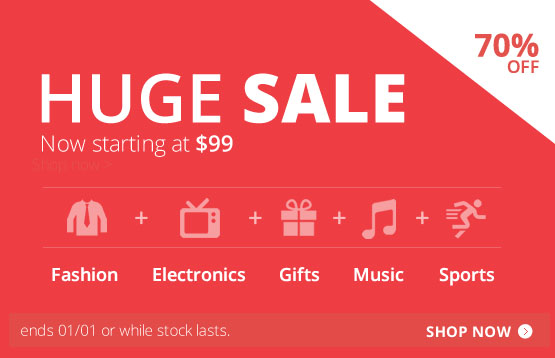 70%
OFF
HUGE SALE
Now starting at $99
Shop now >
+ + + +
Fashion Electronics Gifts Music Sports
ends 01/01 or while stock lasts. SHOP NOW